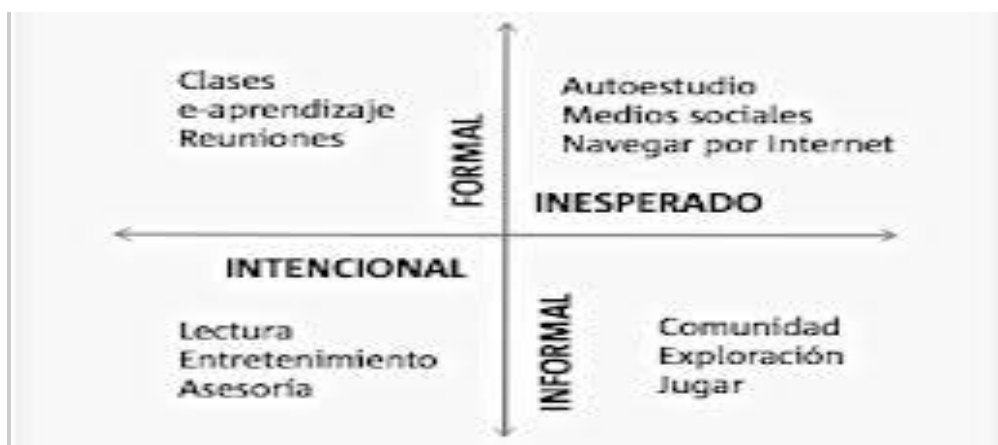 Clases
e-aprendizaje
Reuniones
FORMAL
Autoestudio
Medios sociales
Navegar por Internet
INESPERADO
INTENCIONAL
Lectura
Entretenimiento
Asesoría
INFORMAL
Comunidad
Exploración
Jugar